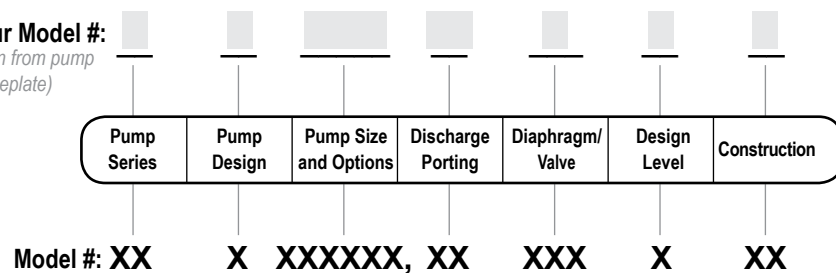 ur Model #:
n from pump
eplate)
Pump Series
Pump Design
Pump Size and Options
Discharge Porting
Diaphragm/ Valve
Design Level
Construction
Model #: XX X XXXXXX, XX XXX X XX